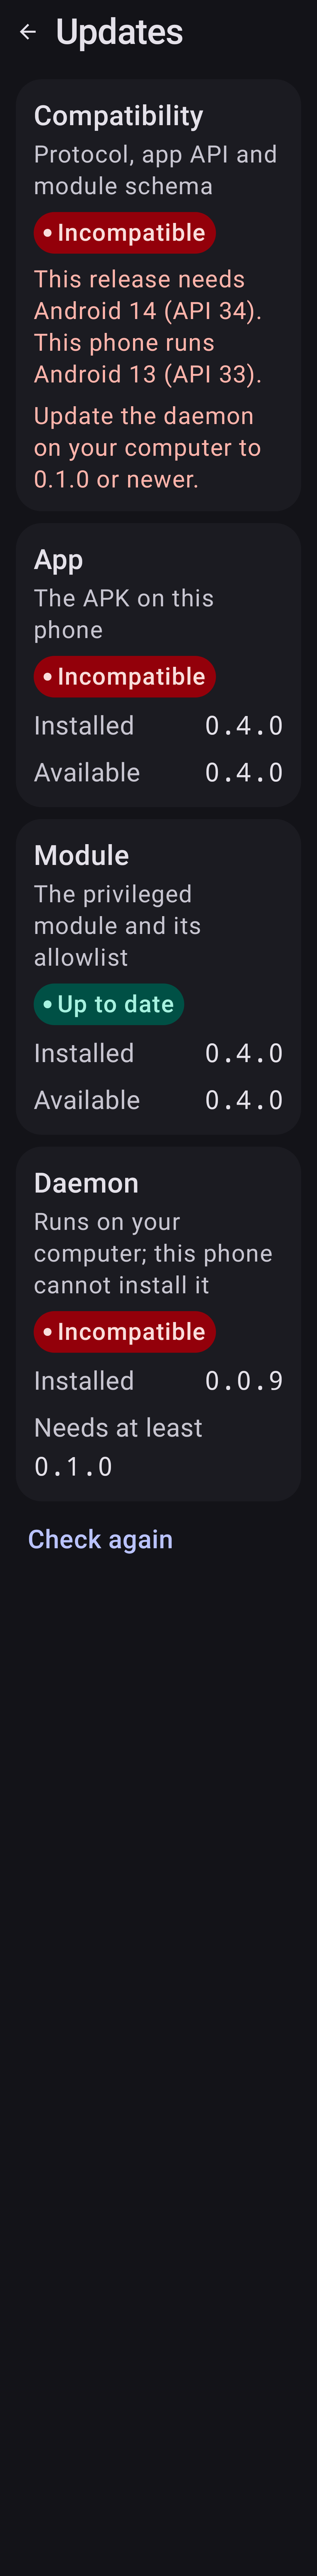 Updates
Compatibility
Protocol, app API and
module schema
Incompatible
This release needs
Android 14 (API 34).
This phone runs
Android 13 (API 33).
Update the daemon
on your computer to
0.1.0 or newer.
App
The APK on this
phone
Incompatible
Installed 0.4.0
Available 0.4.0
Module
The privileged
module and its
allowlist
Up to date
Installed 0.4.0
Available 0.4.0
Daemon
Runs on your
computer; this phone
cannot install it
Incompatible
Installed 0.0.9
Needs at least
0.1.0
Check again